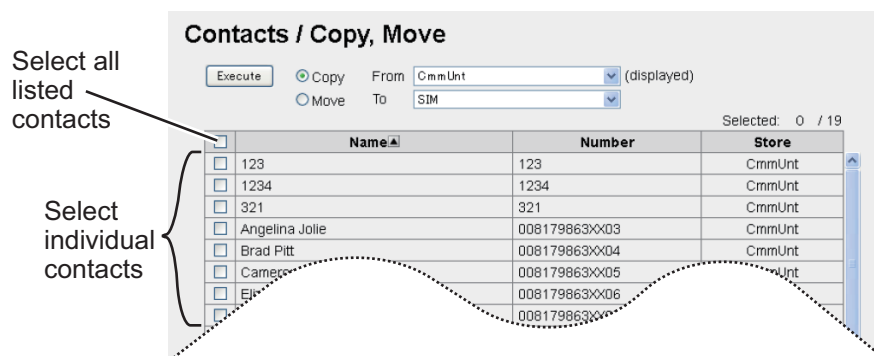 Contacts / Copy, Move
Select all
listed
contacts
Execute Copy From CmmUnt (displayed)
Move To SIM
Selected: 0 / 19
Name Number Store
123 123 CmmUnt
1234 1234 CmmUnt
321 321 CmmUnt
Angelina Jolie 008179863XX03 CmmUnt
Brad Pitt 008179863XX04 CmmUnt
008179863XX05
008179863XX06
Select
individual
contacts